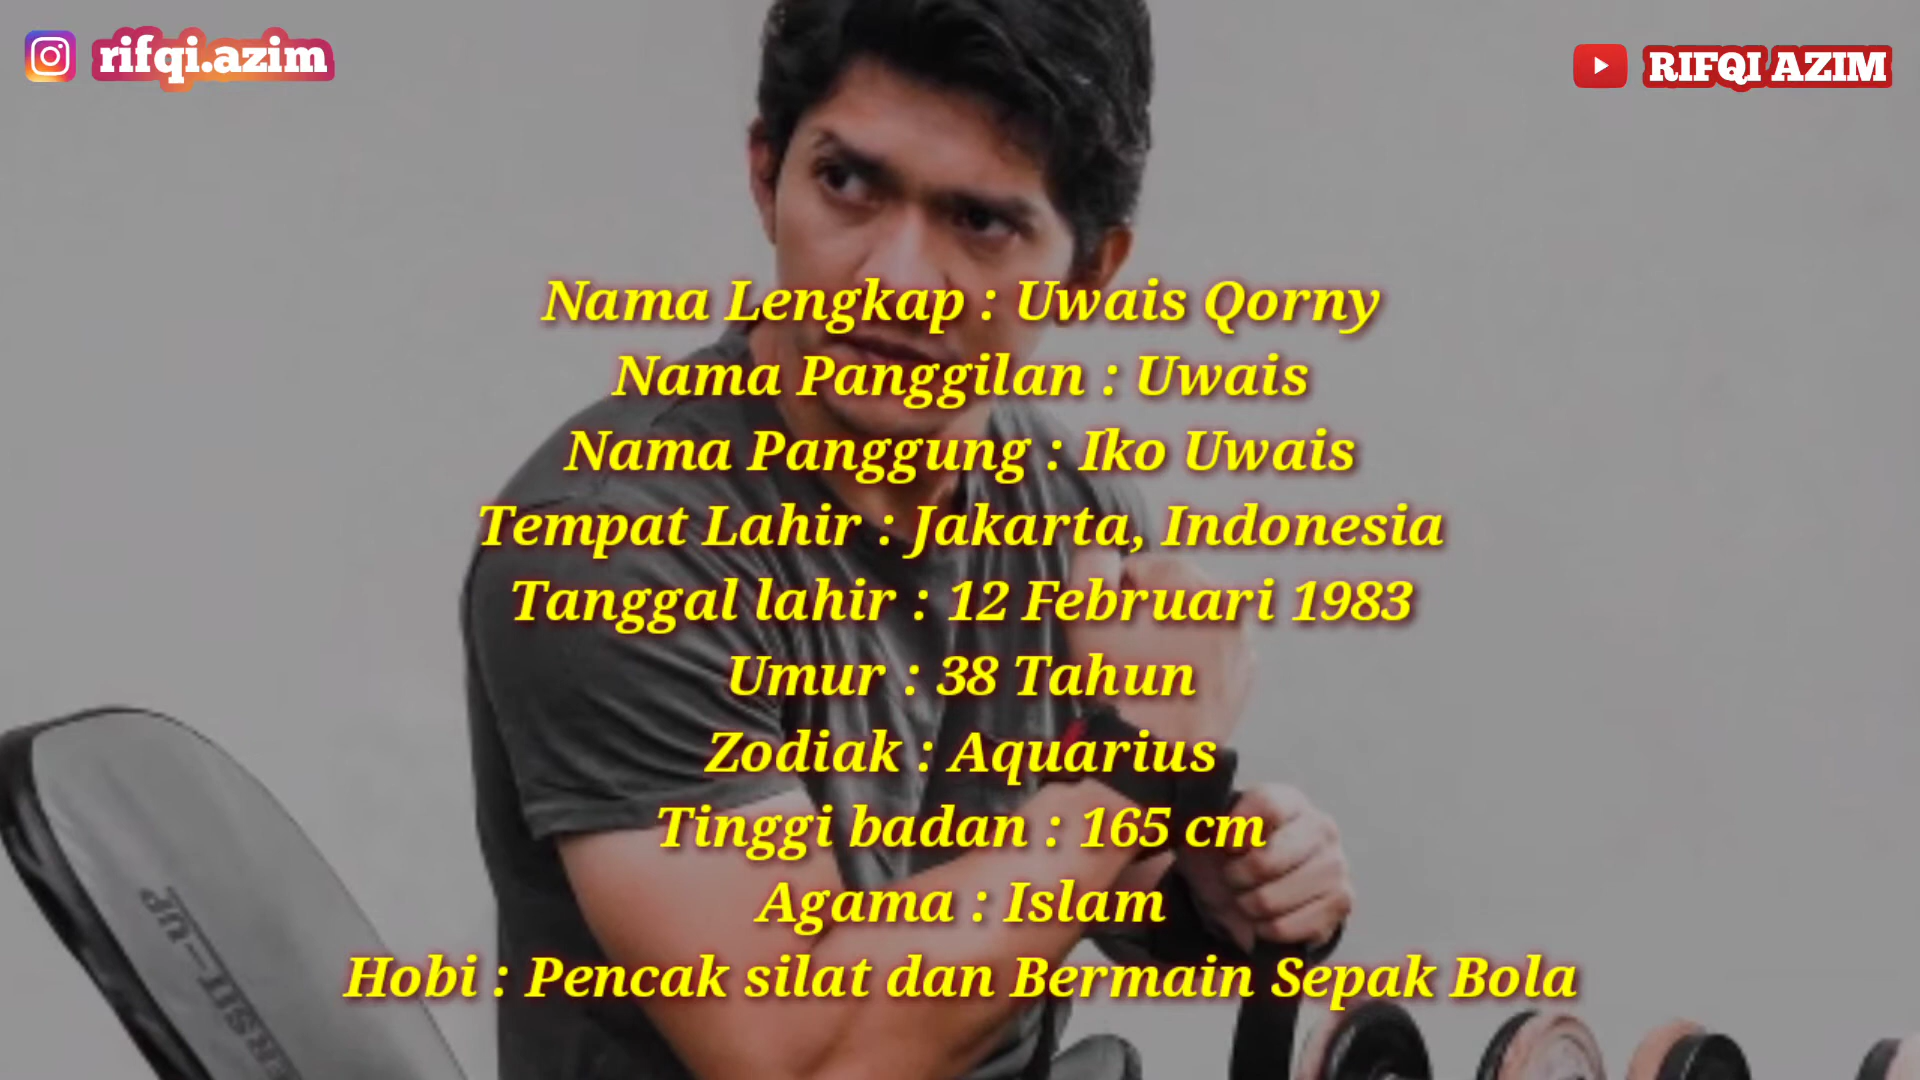 rifqi.azim
RIFQI AZIM
Nama Lengkap : Uwais Qorny
Nama Panggilan : Uwais
Nama Panggung : Iko Uwais
Tempat Lahir : Jakarta, Indonesia
Tanggal lahir : 12 Februari 1983
Umur : 38 Tahun
Zodiak : Aquarius
Tinggi badan : 165 cm
Agama : Islam
Hobi : Pencak silat dan Bermain Sepak Bola